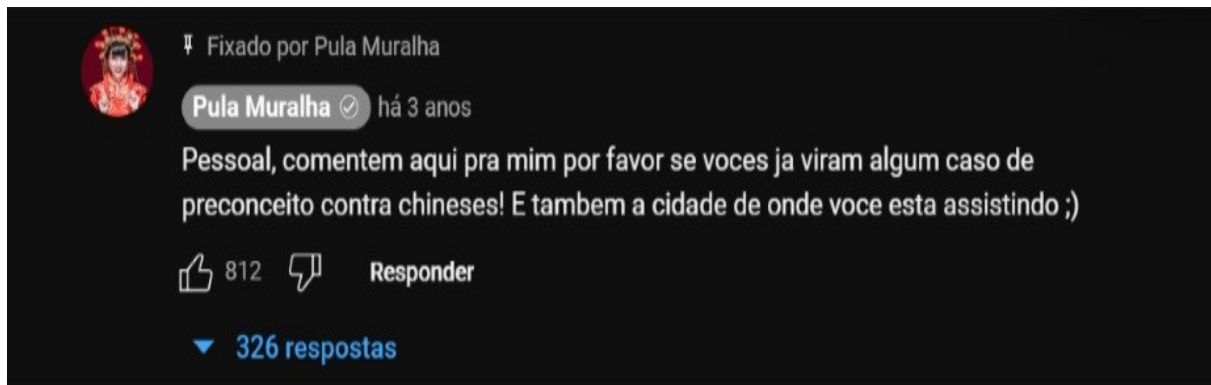 Fixado por Pula Muralha
Pula Muralha há 3 anos
Pessoal, comentem aqui pra mim por favor se voces ja viram algum caso de
preconceito contra chineses! E tambem a cidade de onde voce esta assistindo ;)
812 Responder
326 respostas